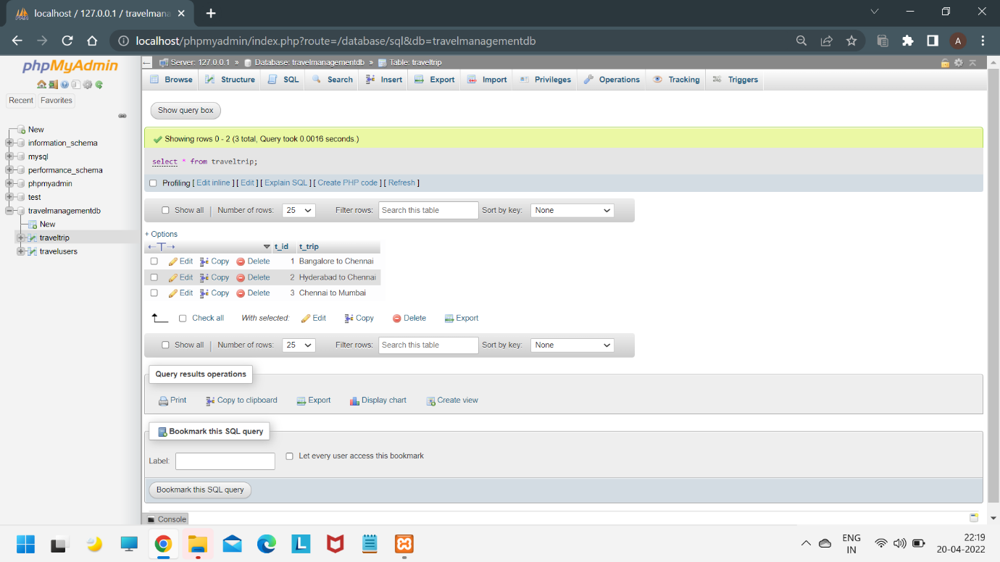 localhost / 127.0.0.1 / travelmana
localhost/phpmyadmin/index.php?route=/database/sql&db=travelmanagementdb
A
phpMyAdmin
Recent Favorites
New
information_schema
mysql
performance_schema
phpmyadmin
test
travelmanagementdb
New
traveltrip
travelusers
Server: 127.0.0.1 » Database: travelmanagementdb » Table: traveltrip
Browse Structure SQL Search Insert Export Import Privileges Operations Tracking Triggers
Show query box
Showing rows 0 - 2 (3 total, Query took 0.0016 seconds.)
select * from traveltrip;
Profiling [ Edit inline ] [ Edit ] [ Explain SQL ] [ Create PHP code ] [ Refresh ]
Show all | Number of rows: 25 Filter rows: Search this table Sort by key: None
+ Options
←T→ t_id t_trip
Edit Copy Delete 1 Bangalore to Chennai
Edit Copy Delete 2 Hyderabad to Chennai
Edit Copy Delete 3 Chennai to Mumbai
Check all With selected: Edit Copy Delete Export
Show all | Number of rows: 25 Filter rows: Search this table Sort by key: None
Query results operations
Print Copy to clipboard Export Display chart Create view
Bookmark this SQL query
Label: Let every user access this bookmark
Bookmark this SQL query
Console
L
ENG
IN
22:19
20-04-2022